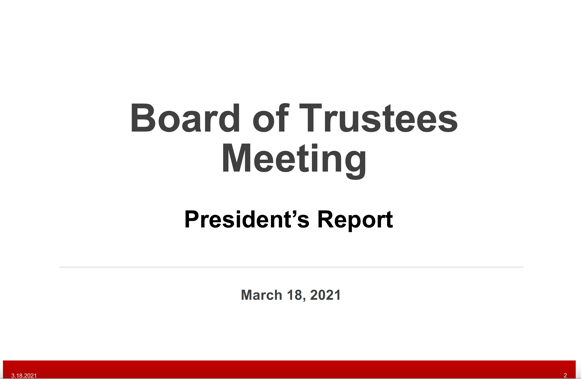 Board of Trustees
Meeting
President’s Report
March 18, 2021
3.18.2021
2